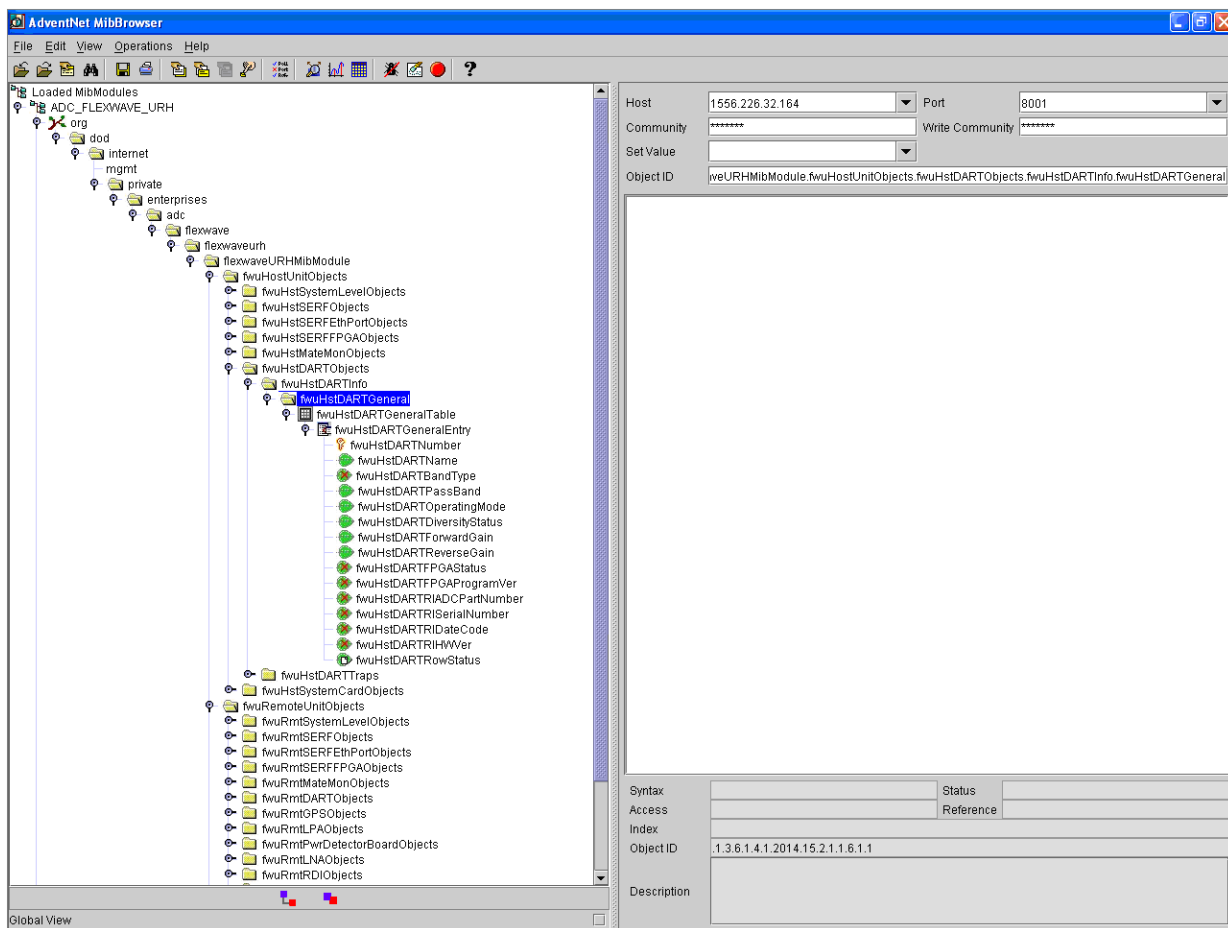 AdventNet MibBrowser
File Edit View Operations Help
Loaded MibModules
ADC_FLEXWAVE_URH
org
dod
internet
mgmt
private
enterprises
adc
flexwave
flexwaveurh
flexwaveURHMibModule
fwuHostUnitObjects
fwuHstSystemLevelObjects
fwuHstSERFObjects
fwuHstSERFEthPortObjects
fwuHstSERFFPGAObjects
fwuHstMateMonObjects
fwuHstDARTObjects
fwuHstDARTInfo
fwuHstDARTGeneral
fwuHstDARTGeneralTable
fwuHstDARTGeneralEntry
fwuHstDARTNumber
fwuHstDARTName
fwuHstDARTBandType
fwuHstDARTPassBand
fwuHstDARTOperatingMode
fwuHstDARTDiversityStatus
fwuHstDARTForwardGain
fwuHstDARTReverseGain
fwuHstDARTFPGAStatus
fwuHstDARTFPGAProgramVer
fwuHstDARTRIADCPartNumber
fwuHstDARTRISerialNumber
fwuHstDARTRIDateCode
fwuHstDARTRIHWVer
fwuHstDARTRowStatus
fwuHstDARTTraps
fwuHstSystemCardObjects
fwuRemoteUnitObjects
fwuRmtSystemLevelObjects
fwuRmtSERFObjects
fwuRmtSERFEthPortObjects
fwuRmtSERFFPGAObjects
fwuRmtMateMonObjects
fwuRmtDARTObjects
fwuRmtGPSObjects
fwuRmtLPAObjects
fwuRmtPwrDetectorBoardObjects
fwuRmtLNAObjects
fwuRmtRDIObjects
Global View
Host 1556.226.32.164 Port 8001
Community ******* Write Community *******
Set Value
Object ID veURHMibModule.fwuHostUnitObjects.fwuHstDARTObjects.fwuHstDARTInfo.fwuHstDARTGeneral
Syntax Status
Access Reference
Index
Object ID .1.3.6.1.4.1.2014.15.2.1.1.6.1.1
Description